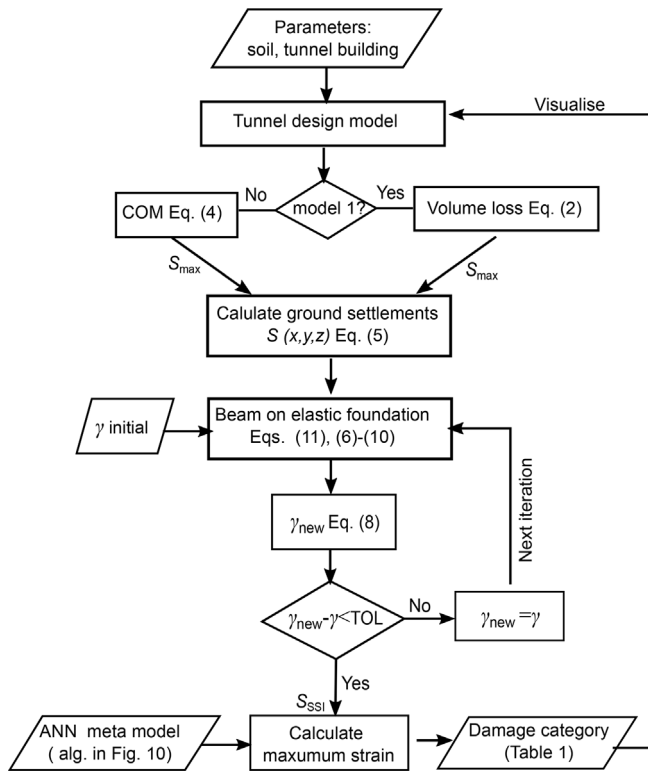 Parameters:
soil, tunnel building
Visualise
Tunnel design model
No
Yes
COM Eq. (4)
model 1?
Volume loss Eq. (2)
Smax
Smax
Calulate ground settlements
S (x,y,z) Eq. (5)
γ initial
Beam on elastic foundation
Eqs. (11), (6)-(10)
Next iteration
γnew Eq. (8)
γnew-γ<TOL
No
γnew=γ
Yes
SSSI
ANN meta model
( alg. in Fig. 10)
Calculate
maxumum strain
Damage category
(Table 1)